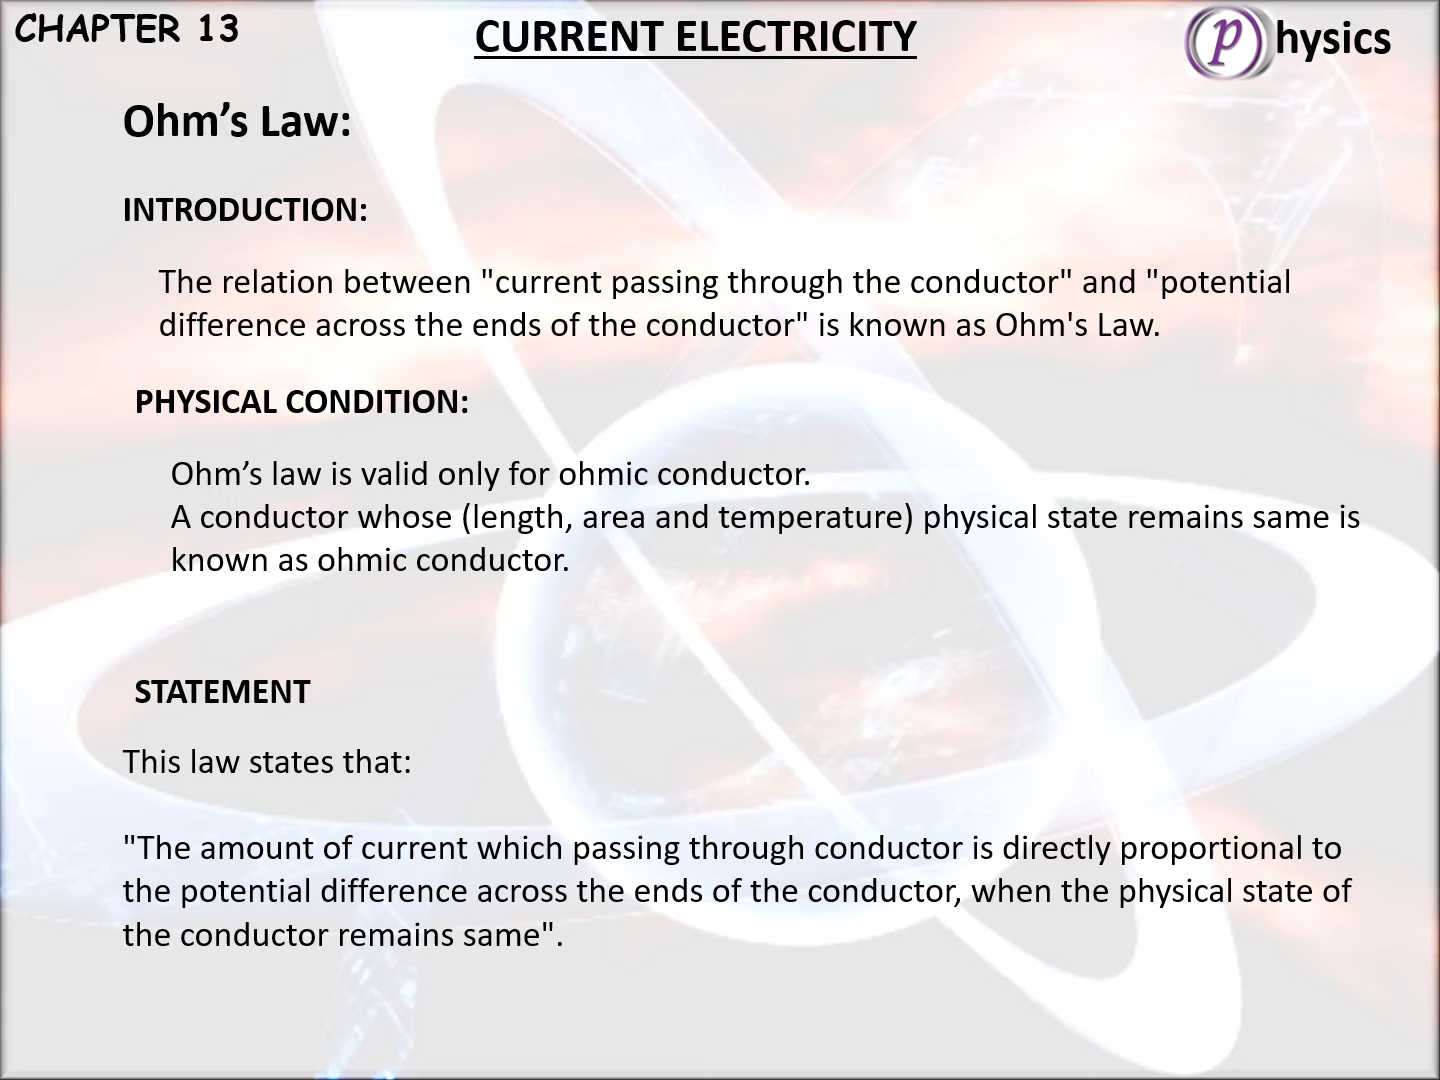 CHAPTER 13
CURRENT ELECTRICITY
Physics
Ohm’s Law:
INTRODUCTION:
The relation between "current passing through the conductor" and "potential
difference across the ends of the conductor" is known as Ohm's Law.
PHYSICAL CONDITION:
Ohm’s law is valid only for ohmic conductor.
A conductor whose (length, area and temperature) physical state remains same is
known as ohmic conductor.
STATEMENT
This law states that:
"The amount of current which passing through conductor is directly proportional to
the potential difference across the ends of the conductor, when the physical state of
the conductor remains same".